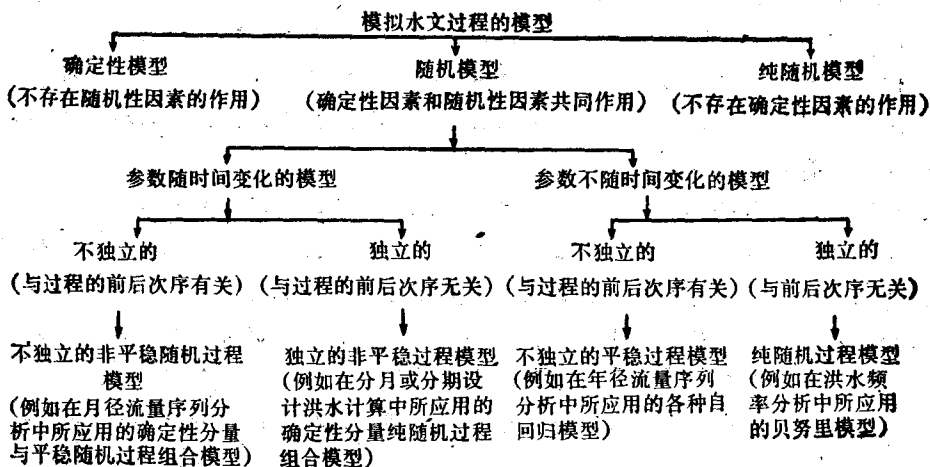 模拟水文过程的模型
确定性模型
(不存在随机性因素的作用)
随机模型
(确定性因素和随机性因素共同作用)
纯随机模型
(不存在确定性因素的作用)
参数随时间变化的模型
参数不随时间变化的模型
不独立的
(与过程的前后次序有关)
独立的
(与过程的前后次序无关)
不独立的
(与过程的前后次序有关)
独立的
(与前后次序无关)
不独立的非平稳随机过程
模型
(例如在月径流量序列分
析中所应用的确定性分量
与平稳随机过程组合模型)
独立的非平稳过程模型
(例如在分月或分期设
计洪水计算中所应用的
确定性分量纯随机过程
组合模型)
不独立的平稳过程模型
(例如在年径流量序列
分析中所应用的各种自
回归模型)
纯随机过程模型
(例如在洪水频
率分析中所应用
的贝努里模型)